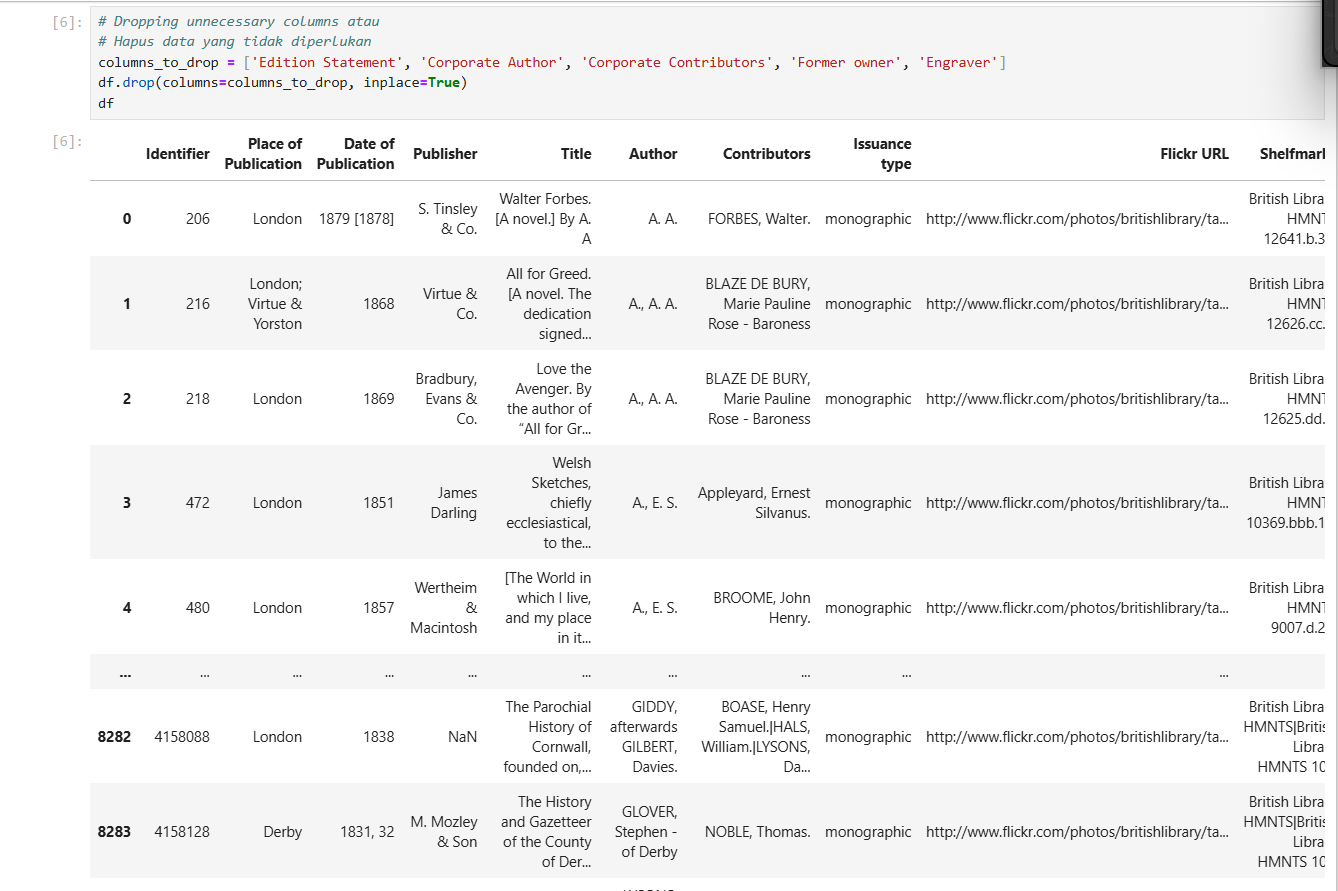 [6]:
# Dropping unnecessary columns atau
# Hapus data yang tidak diperlukan
columns_to_drop = ['Edition Statement', 'Corporate Author', 'Corporate Contributors', 'Former owner', 'Engraver']
df.drop(columns=columns_to_drop, inplace=True)
df
[6]:
Identifier Place of Publication Date of Publication Publisher Title Author Contributors Issuance type Flickr URL Shelfmark
0 206 London 1879 [1878] S. Tinsley & Co. Walter Forbes. [A novel.] By A. A A. A. FORBES, Walter. monographic http://www.flickr.com/photos/britishlibrary/ta... British Libra HMNT 12641.b.3
1 216 London; Virtue & Yorston 1868 Virtue & Co. All for Greed. [A novel. The dedication signed... A., A. A. BLAZE DE BURY, Marie Pauline Rose - Baroness monographic http://www.flickr.com/photos/britishlibrary/ta... British Libra HMNT 12626.cc.
2 218 London 1869 Bradbury, Evans & Co. Love the Avenger. By the author of “All for Gr... A., A. A. BLAZE DE BURY, Marie Pauline Rose - Baroness monographic http://www.flickr.com/photos/britishlibrary/ta... British Libra HMNT 12625.dd.
3 472 London 1851 James Darling Welsh Sketches, chiefly ecclesiastical, to the... A., E. S. Appleyard, Ernest Silvanus. monographic http://www.flickr.com/photos/britishlibrary/ta... British Libra HMNT 10369.bbb.1
4 480 London 1857 Wertheim & Macintosh [The World in which I live, and my place in it... A., E. S. BROOME, John Henry. monographic http://www.flickr.com/photos/britishlibrary/ta... British Libra HMNT 9007.d.2
... ... ... ... ... ... ... ... ... ...
8282 4158088 London 1838 NaN The Parochial History of Cornwall, founded on,... GIDDY, afterwards GILBERT, Davies. BOASE, Henry Samuel.|HALS, William.|LYSONS, Da... monographic http://www.flickr.com/photos/britishlibrary/ta... British Libra HMNTS|Britis Libra HMNTS 10
8283 4158128 Derby 1831, 32 M. Mozley & Son The History and Gazetteer of the County of Der... GLOVER, Stephen - of Derby NOBLE, Thomas. monographic http://www.flickr.com/photos/britishlibrary/ta... British Libra HMNTS|Britis Libra HMNTS 10